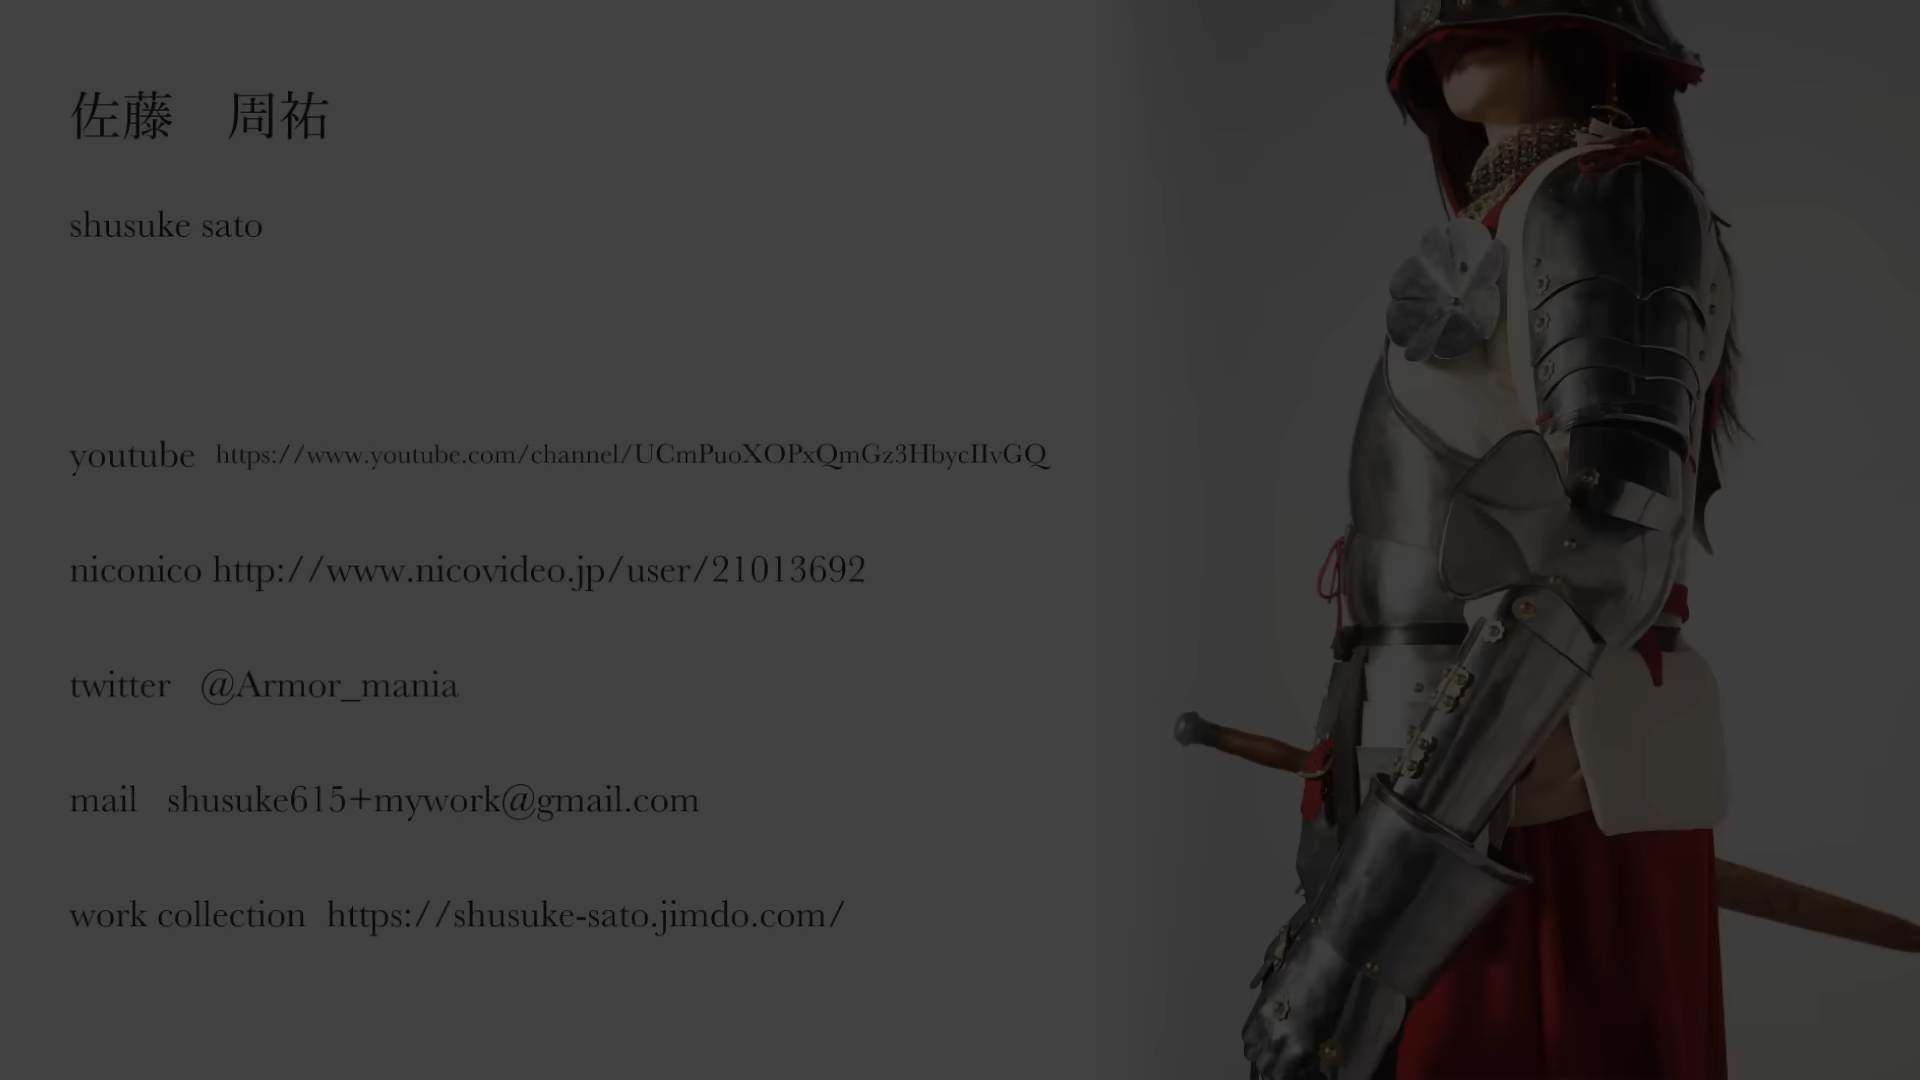 佐藤　周祐
shusuke sato
youtube https://www.youtube.com/channel/UCmPuoXOPxQmGz3HbycIIvGQ
niconico http://www.nicovideo.jp/user/21013692
twitter @Armor_mania
mail shusuke615+mywork@gmail.com
work collection https://shusuke-sato.jimdo.com/